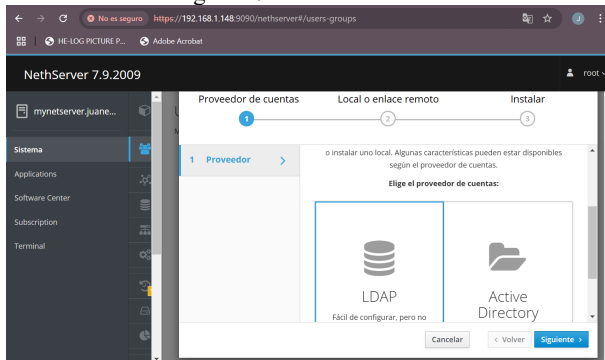 No es seguro https://192.168.1.148:9090/nethserver#/users-groups
HE-LOG PICTURE P... Adobe Acrobat
NethServer 7.9.2009 root
mynetserver.juane...
Sistema
Applications
Software Center
Subscription
Terminal
Proveedor de cuentas Local o enlace remoto Instalar
1 2 3
1 Proveedor
o instalar uno local. Algunas características pueden estar disponibles
según el proveedor de cuentas.
Elige el proveedor de cuentas:
LDAP
Fácil de configurar, pero no
Active
Directory
Cancelar < Volver Siguiente >